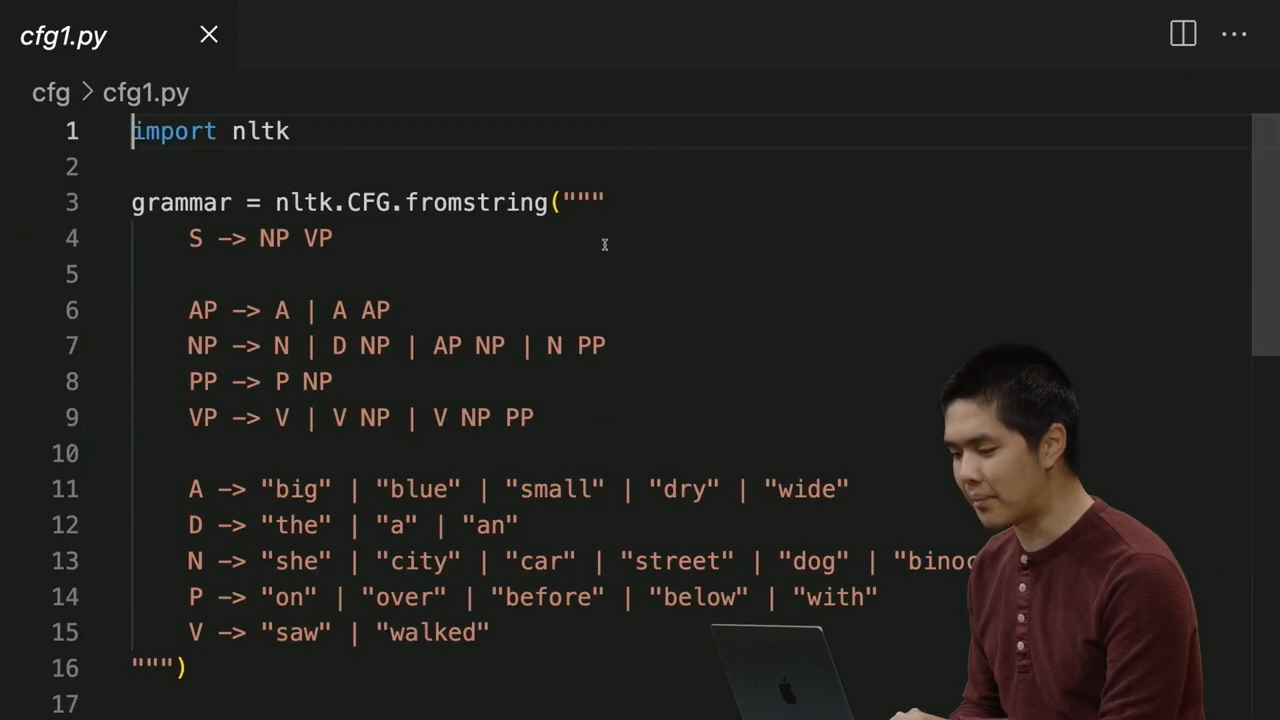 cfg1.py
cfg > cfg1.py
1 import nltk
2
3 grammar = nltk.CFG.fromstring("""
4 S -> NP VP
5
6 AP -> A | A AP
7 NP -> N | D NP | AP NP | N PP
8 PP -> P NP
9 VP -> V | V NP | V NP PP
10
11 A -> "big" | "blue" | "small" | "dry" | "wide"
12 D -> "the" | "a" | "an"
13 N -> "she" | "city" | "car" | "street" | "dog" |
14 P -> "on" | "over" | "before" | "below" | "with"
15 V -> "saw" | "walked"
16 """)
17